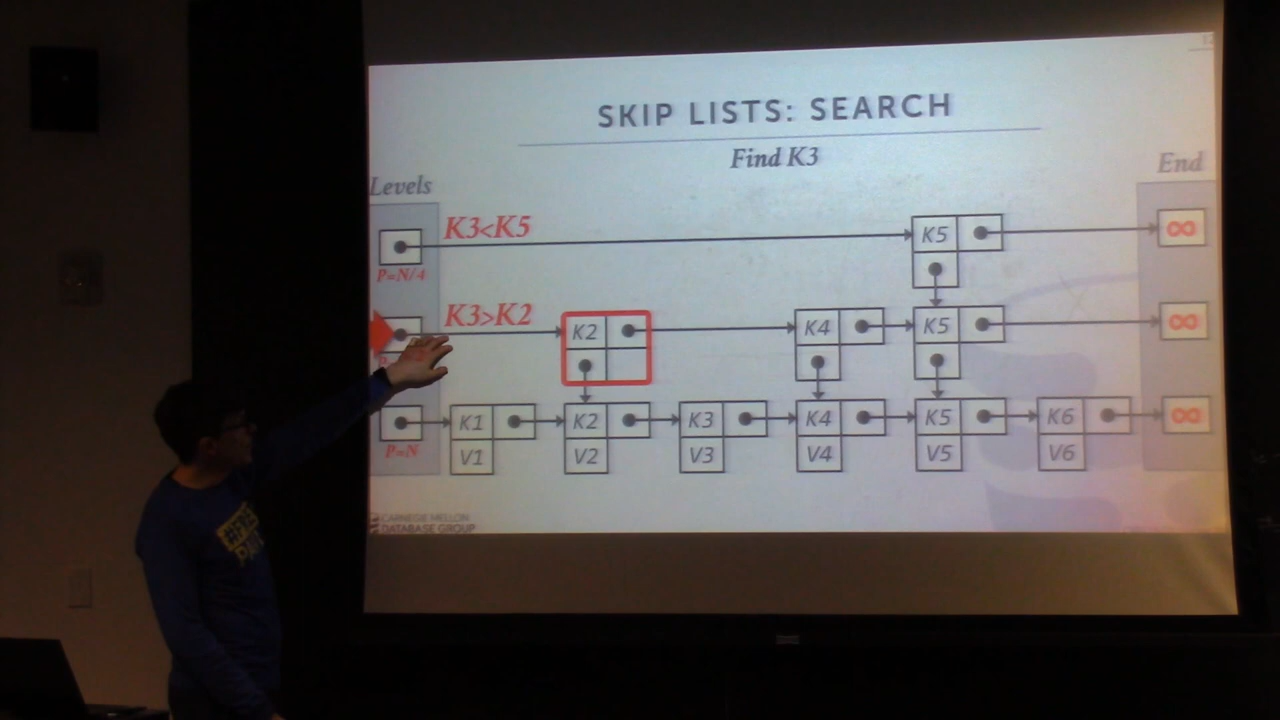 SKIP LISTS: SEARCH
Find K3
Levels
End
K3<K5
K5
∞
P=N/4
K3>K2
K2
K4
K5
∞
K1
K2
K3
K4
K5
K6
∞
P=N
V1
V2
V3
V4
V5
V6
CARNEGIE MELLON
DATABASE GROUP